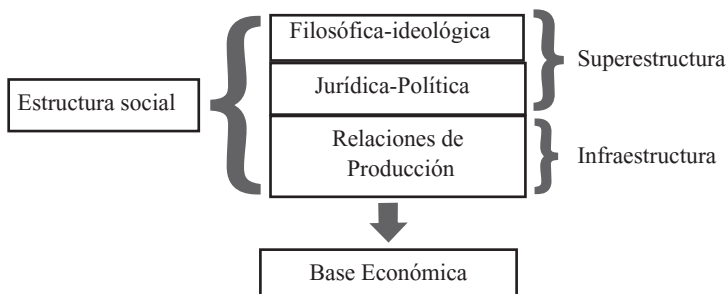 Filosófica-ideológica
Superestructura
Estructura social
Jurídica-Política
Relaciones de
Producción
Infraestructura
Base Económica